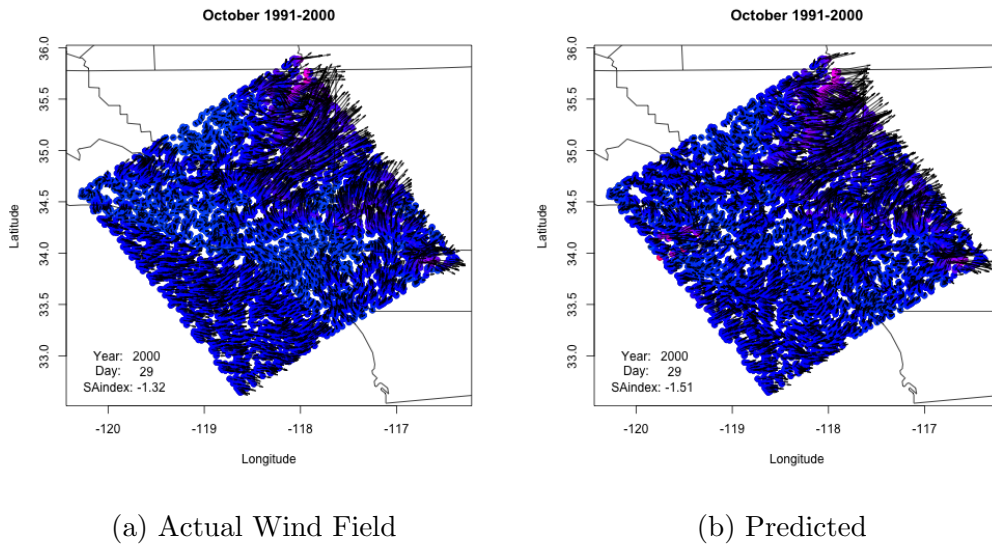 October 1991-2000
36.0
35.5
35.0
34.5
34.0
33.5
33.0
Latitude
Year: 2000
Day: 29
SAindex: -1.32
-120
-119
-118
-117
Longitude
(a) Actual Wind Field
October 1991-2000
36.0
35.5
35.0
34.5
34.0
33.5
33.0
Latitude
Year: 2000
Day: 29
SAindex: -1.51
-120
-119
-118
-117
Longitude
(b) Predicted